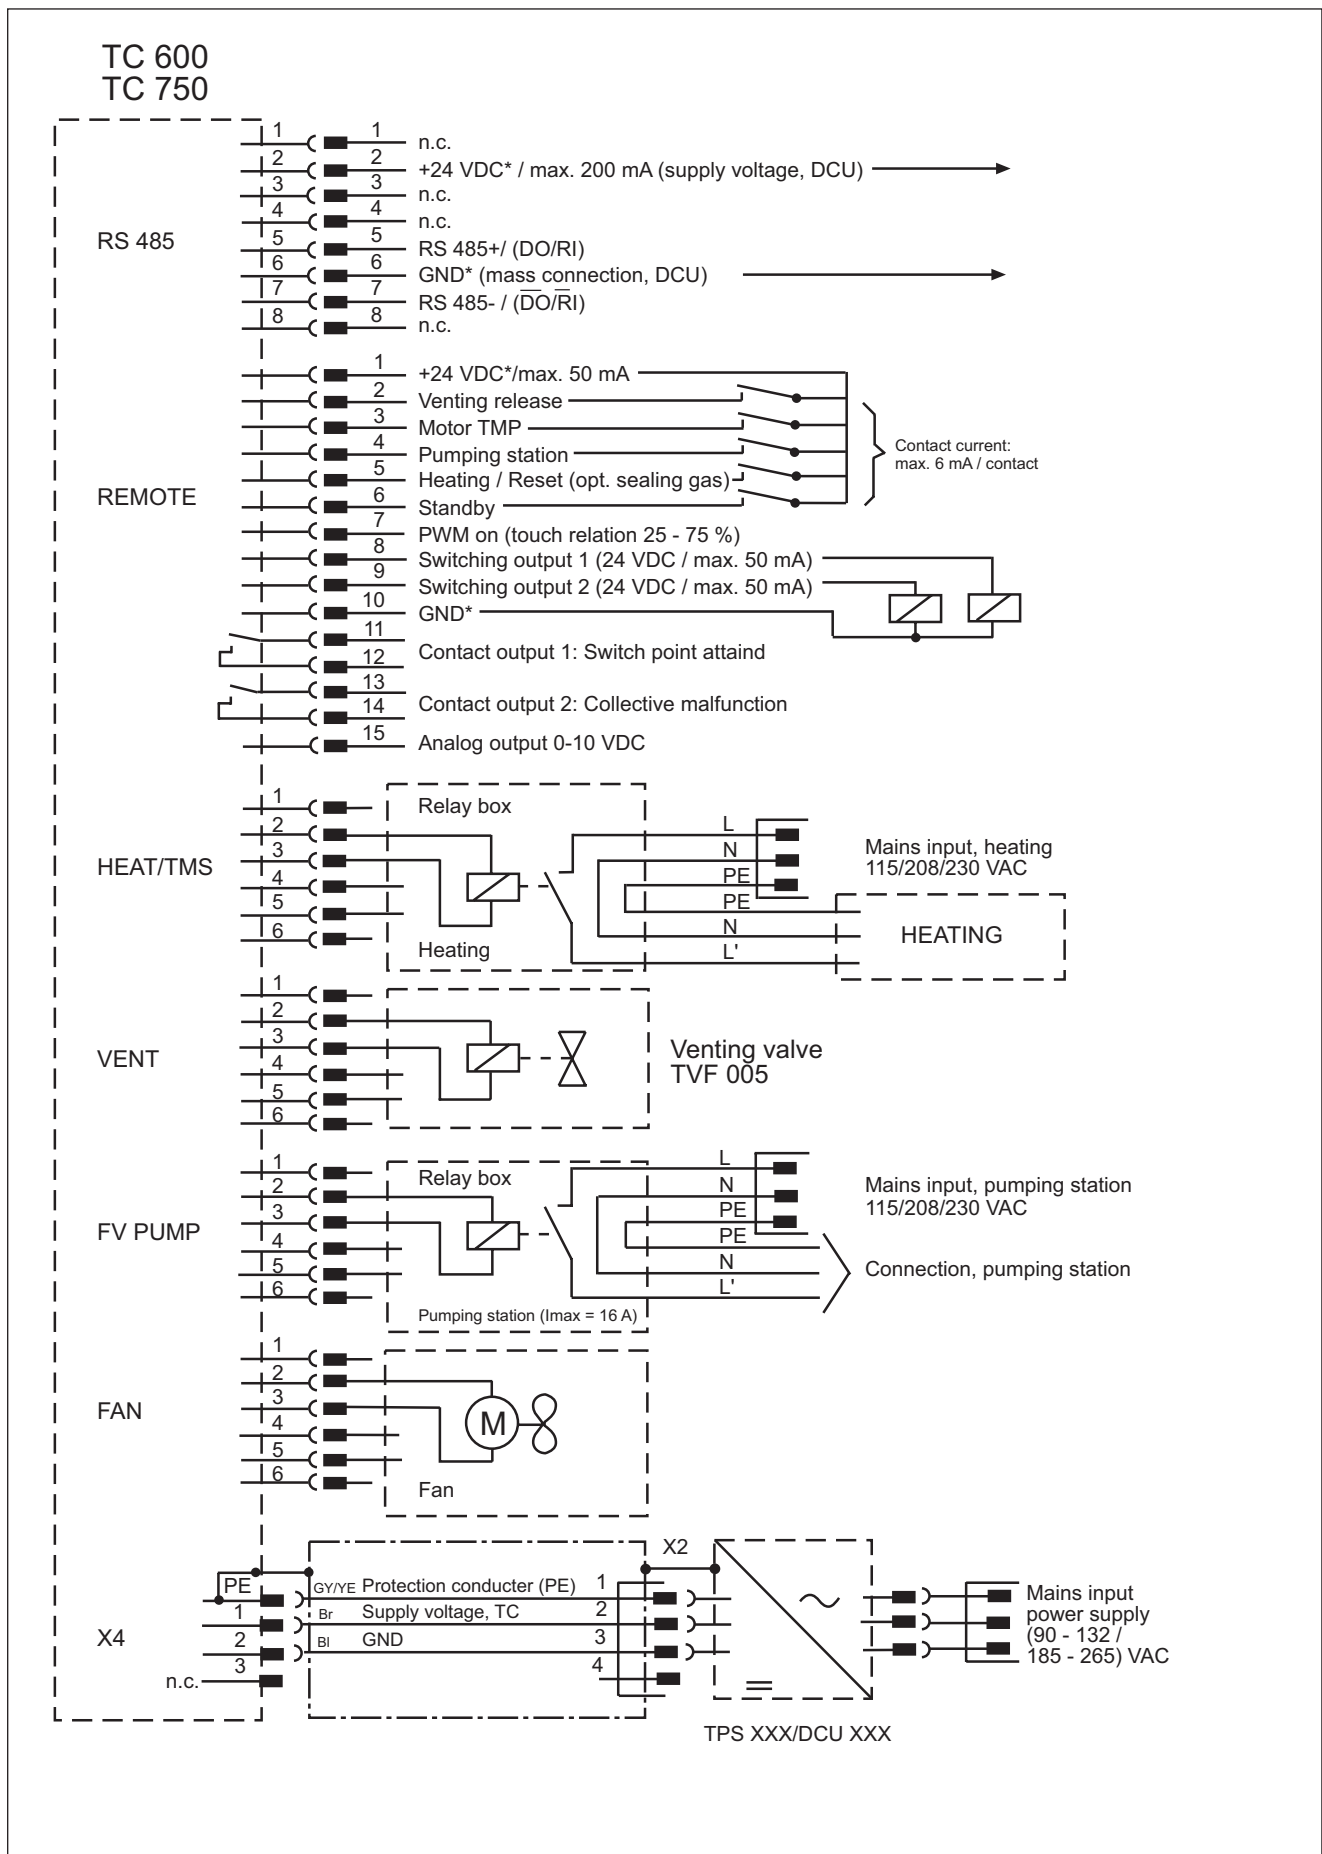 TC 600
TC 750
RS 485
1 1 n.c.
2 2 +24 VDC* / max. 200 mA (supply voltage, DCU)
3 3 n.c.
4 4 n.c.
5 5 RS 485+/ (DO/RI)
6 6 GND* (mass connection, DCU)
7 7 RS 485- / (D̅O̅/R̅I)
8 8 n.c.
REMOTE
1 +24 VDC*/max. 50 mA
2 Venting release
3 Motor TMP
4 Pumping station
5 Heating / Reset (opt. sealing gas)
6 Standby
7 PWM on (touch relation 25 - 75 %)
8 Switching output 1 (24 VDC / max. 50 mA)
9 Switching output 2 (24 VDC / max. 50 mA)
10 GND*
11
Contact output 1: Switch point attaind
12
13
Contact output 2: Collective malfunction
14
15 Analog output 0-10 VDC
Contact current:
max. 6 mA / contact
HEAT/TMS
1
2
3
4
5
6
Relay box
Heating
L
N
PE
PE
N
L'
Mains input, heating
115/208/230 VAC
HEATING
VENT
1
2
3
4
5
6
Venting valve
TVF 005
FV PUMP
1
2
3
4
5
6
Relay box
Pumping station (Imax = 16 A)
L
N
PE
PE
N
L'
Mains input, pumping station
115/208/230 VAC
Connection, pumping station
FAN
1
2
3
4
5
6
M
Fan
X4
PE
1
2
3
n.c.
GY/YE Protection conducter (PE) 1
Br Supply voltage, TC 2
Bl GND 3
4
X2
TPS XXX/DCU XXX
Mains input
power supply
(90 - 132 /
185 - 265) VAC